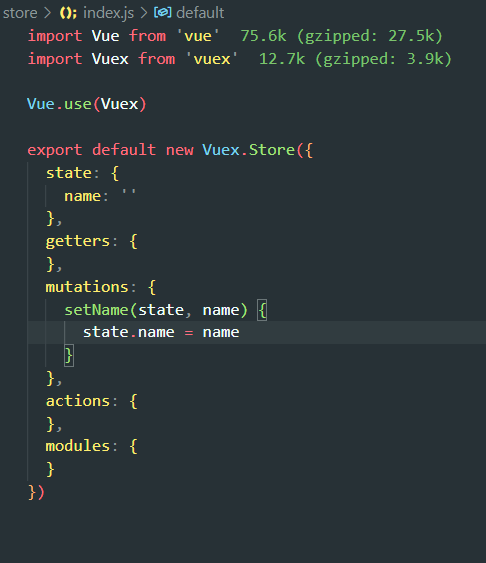 store > index.js > default
import Vue from 'vue'  75.6k (gzipped: 27.5k)
import Vuex from 'vuex'  12.7k (gzipped: 3.9k)

Vue.use(Vuex)

export default new Vuex.Store({
  state: {
    name: ''
  },
  getters: {
  },
  mutations: {
    setName(state, name) {
      state.name = name
    }
  },
  actions: {
  },
  modules: {
  }
})